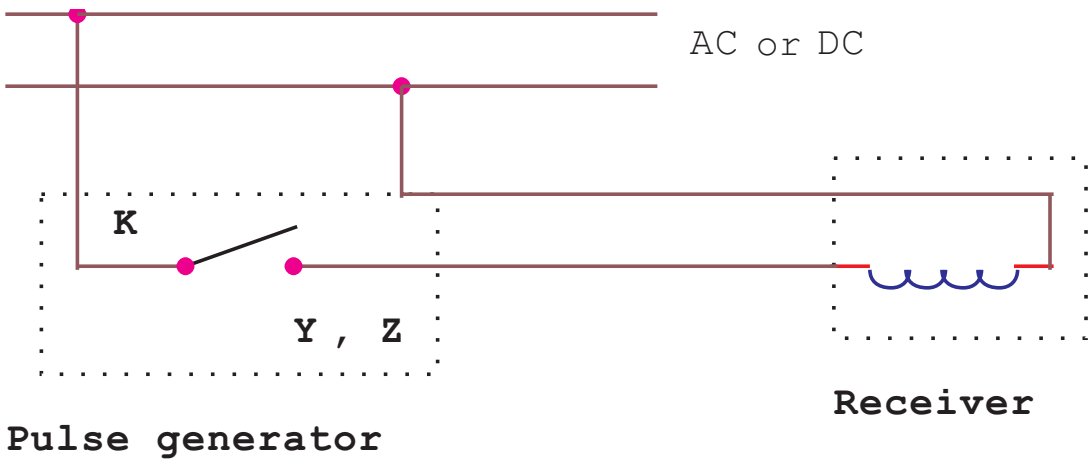 AC or DC
K
Y , Z
Receiver
Pulse generator